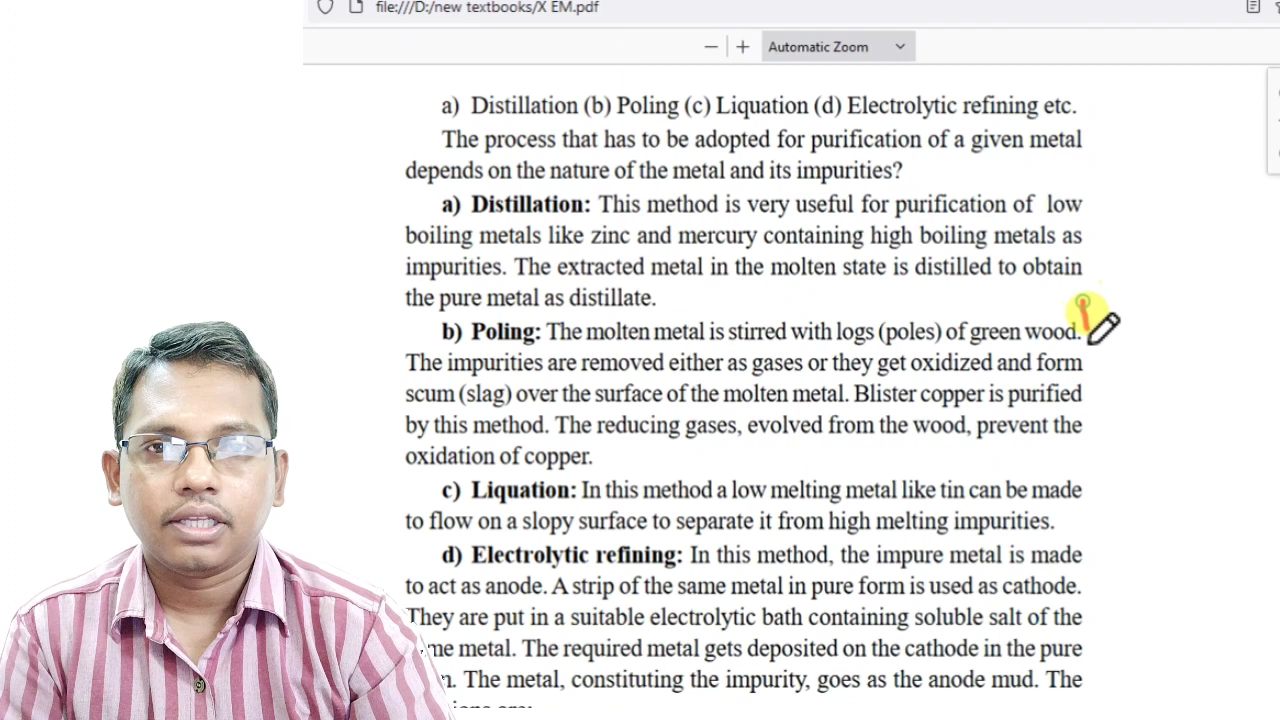 file:///D:/new textbooks/X EM.pdf
Automatic Zoom
a) Distillation (b) Poling (c) Liquation (d) Electrolytic refining etc.
The process that has to be adopted for purification of a given metal
depends on the nature of the metal and its impurities?
a) Distillation: This method is very useful for purification of low
boiling metals like zinc and mercury containing high boiling metals as
impurities. The extracted metal in the molten state is distilled to obtain
the pure metal as distillate.
b) Poling: The molten metal is stirred with logs (poles) of green wood.
The impurities are removed either as gases or they get oxidized and form
scum (slag) over the surface of the molten metal. Blister copper is purified
by this method. The reducing gases, evolved from the wood, prevent the
oxidation of copper.
c) Liquation: In this method a low melting metal like tin can be made
to flow on a slopy surface to separate it from high melting impurities.
d) Electrolytic refining: In this method, the impure metal is made
to act as anode. A strip of the same metal in pure form is used as cathode.
They are put in a suitable electrolytic bath containing soluble salt of the
metal. The required metal gets deposited on the cathode in the pure
The metal, constituting the impurity, goes as the anode mud. The